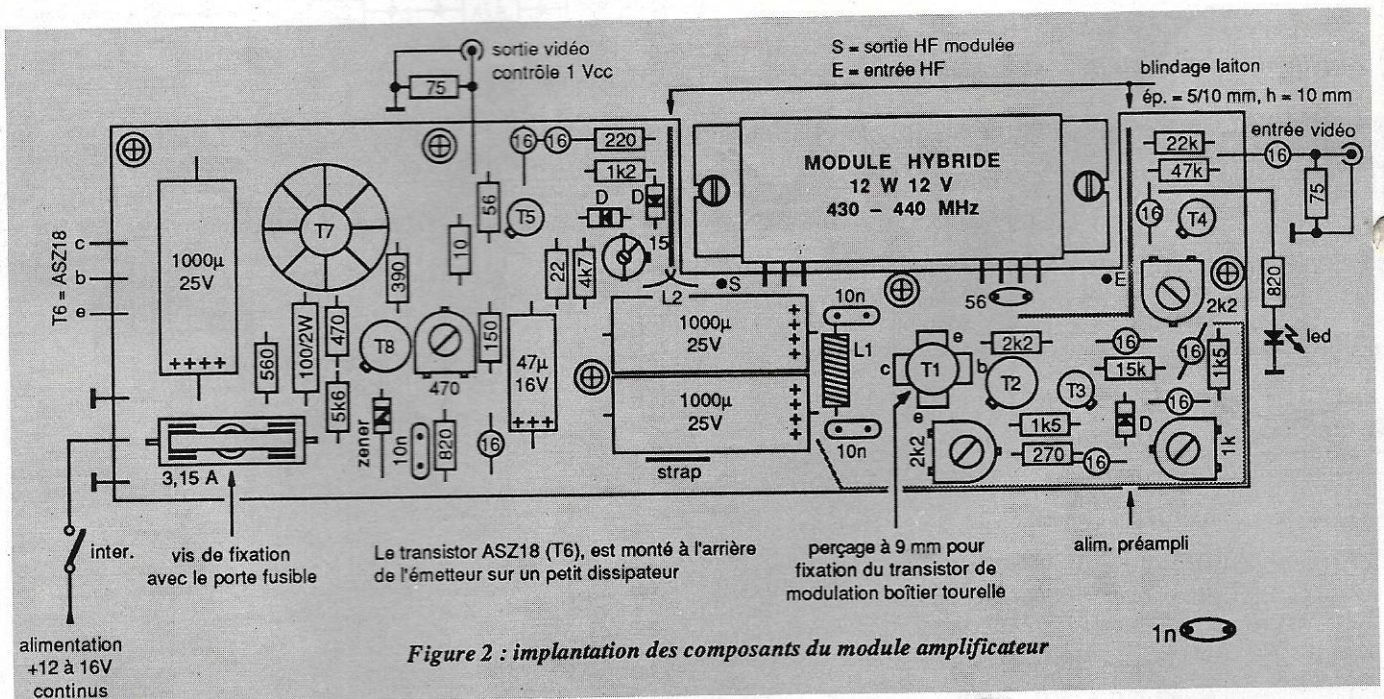 sortie vidéo
contrôle 1 Vcc
75
S = sortie HF modulée
E = entrée HF
blindage laiton
ép. = 5/10 mm, h = 10 mm
entrée vidéo
16
75
MODULE HYBRIDE
12 W 12 V
430 – 440 MHz
16
16
220
1k2
D
D
15
22k
47k
16
T4
2k2
820
led
T6 = ASZ18
c
b
e
1000µ
25V
++++
T7
390
10
56
T5
22
4k7
S
E
56
L2
1000µ
25V
++++
1000µ
25V
++++
10n
L1
10n
560
100/2W
470
5k6
T8
470
150
47µ
16V
+++
zener
10n
820
16
strap
c
T1
e
b
e
2k2
T2
T3
16
15k
16
1k5
16
D
2k2
1k5
270
16
1k
3,15 A
inter.
vis de fixation
avec le porte fusible
Le transistor ASZ18 (T6), est monté à l'arrière
de l'émetteur sur un petit dissipateur
perçage à 9 mm pour
fixation du transistor de
modulation boîtier tourelle
alim. préampli
alimentation
+12 à 16V
continus
1n
Figure 2 : implantation des composants du module amplificateur